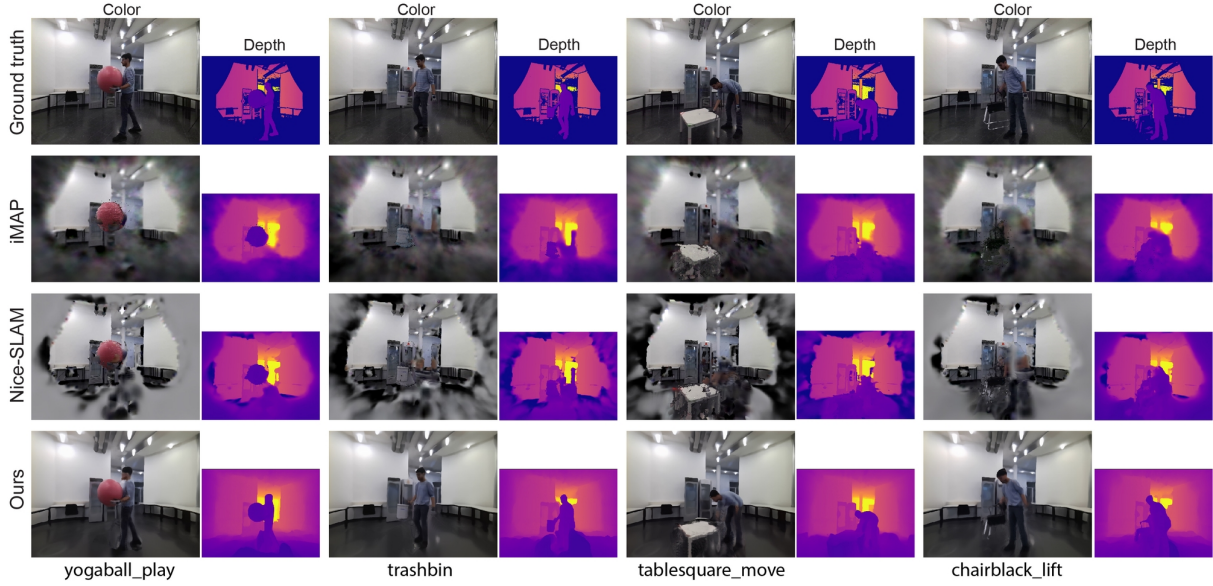 Color Color Color Color
Depth Depth Depth Depth
Ground truth
iMAP
Nice-SLAM
Ours
yogaball_play trashbin tablesquare_move chairblack_lift